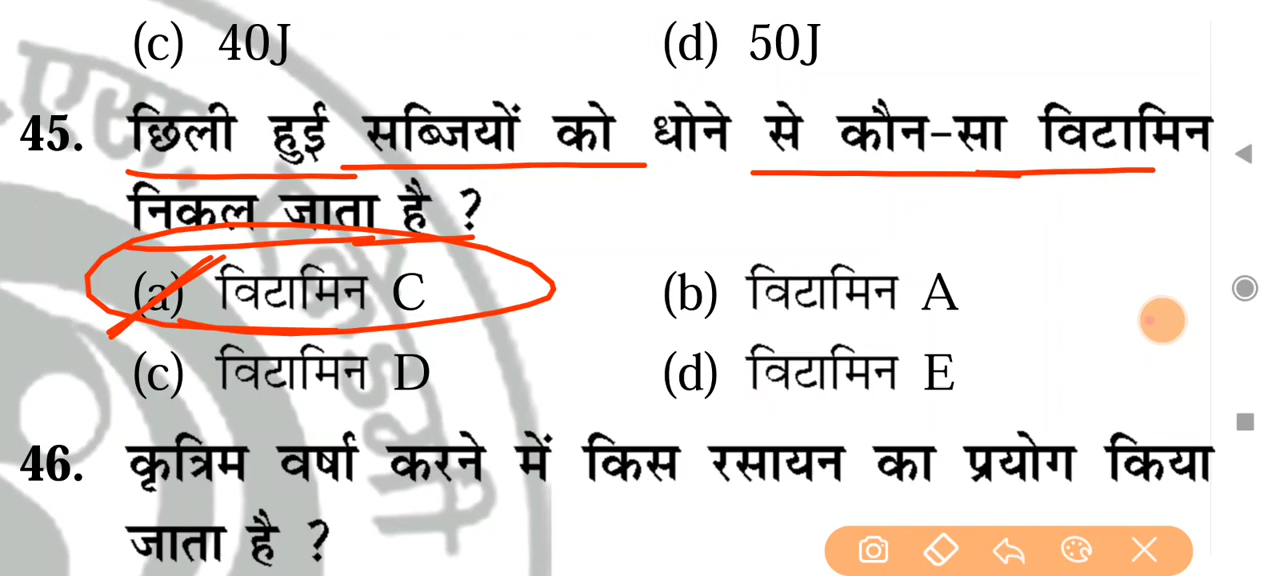 (c) 40J (d) 50J
45. छिली हुई सब्जियों को धोने से कौन-सा विटामिन
निकल जाता है ?
(a) विटामिन C (b) विटामिन A
(c) विटामिन D (d) विटामिन E
46. कृत्रिम वर्षा करने में किस रसायन का प्रयोग किया
जाता है ?